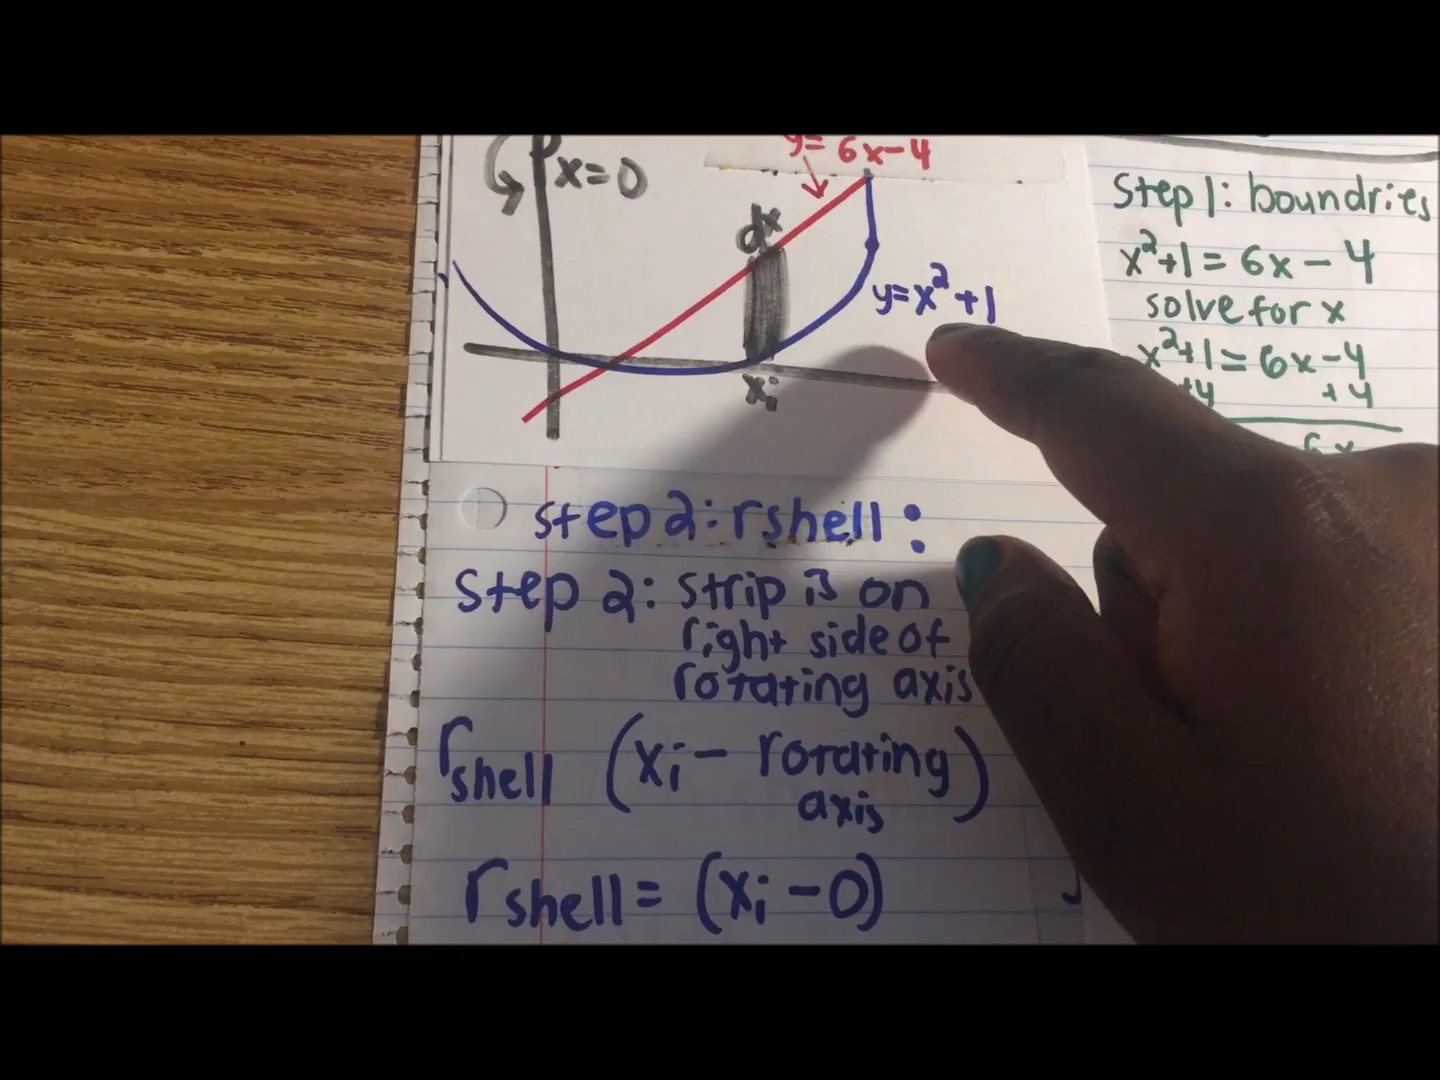 y= 6x-4
x=0
dx
y=x²+1
xi
step 2: rshell:
step 2: strip is on
right side of
rotating axis
rshell (xi - rotating
axis)
rshell = (xi - 0)
Step 1: boundries
x²+1 = 6x - 4
solve for x
x²+1 = 6x - 4
+4 +4
6x